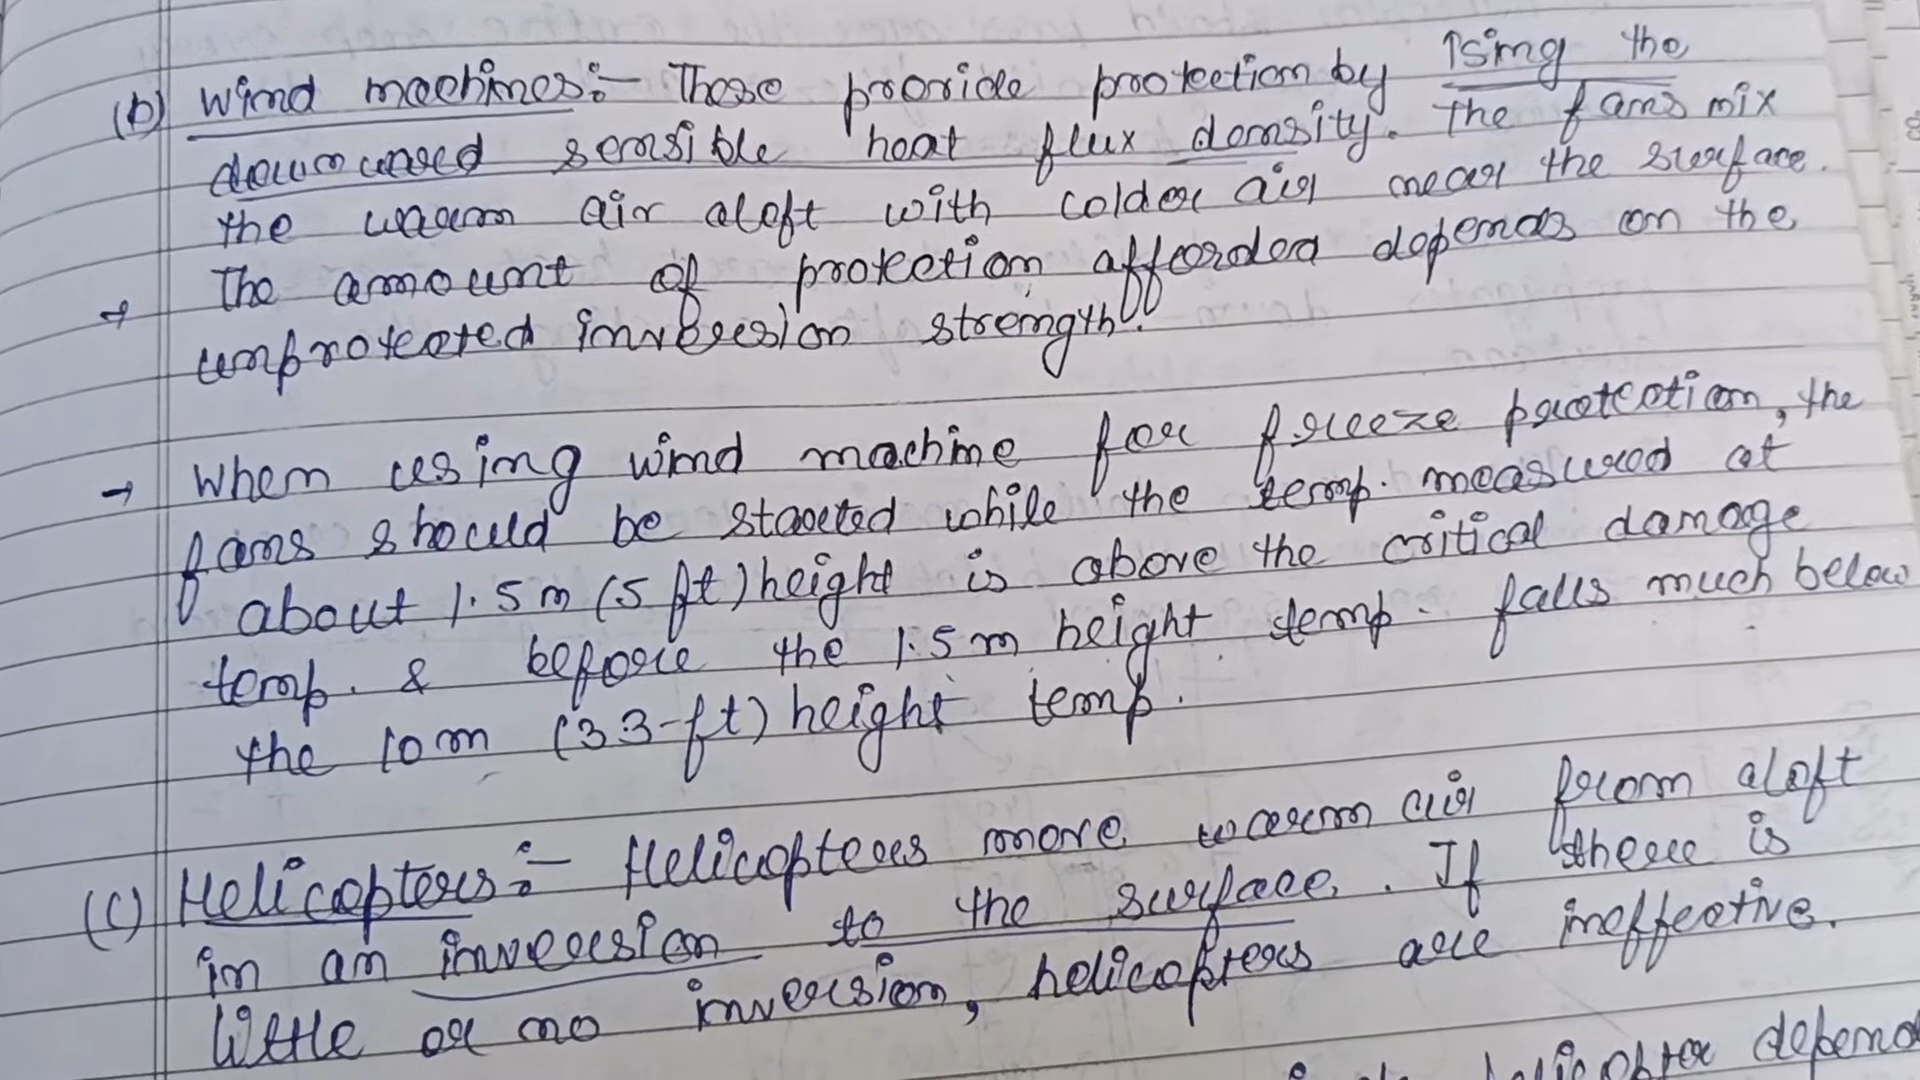 (b) Wind machines:- These provide protection by ↑sing the
downward sensible heat flux density. The fans mix
the warm air aloft with colder air near the surface.
→ The amount of protection afforded depends on the
unprotected inversion strength.
→ When using wind machine for freeze protection, the
fans should be started while the temp. measured at
about 1.5m (5 ft) height is above the critical damage
temp. & before the 1.5m height temp. falls much below
the 10m (33-ft) height temp.
(c) Helicopters:- Helicopters move warm air from aloft
in an inversion to the surface. If there is
little or no inversion, helicopters are ineffective.
helicopter depend